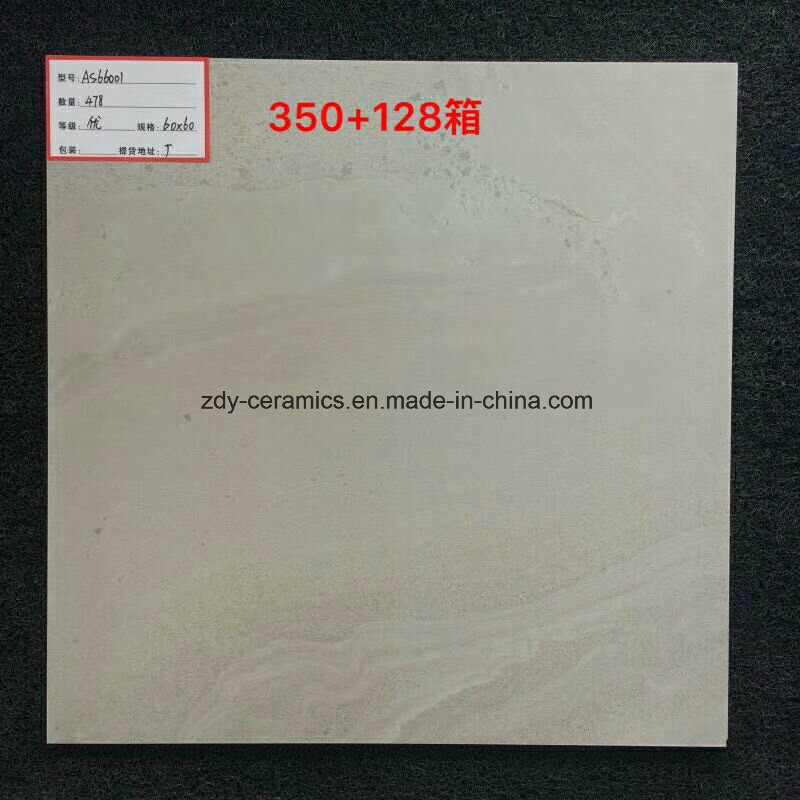 型号: AS66001
数量: 478
等级: 优 规格: 60x60
包装: 提货地址: J
350+128箱
zdy-ceramics.en.made-in-china.com